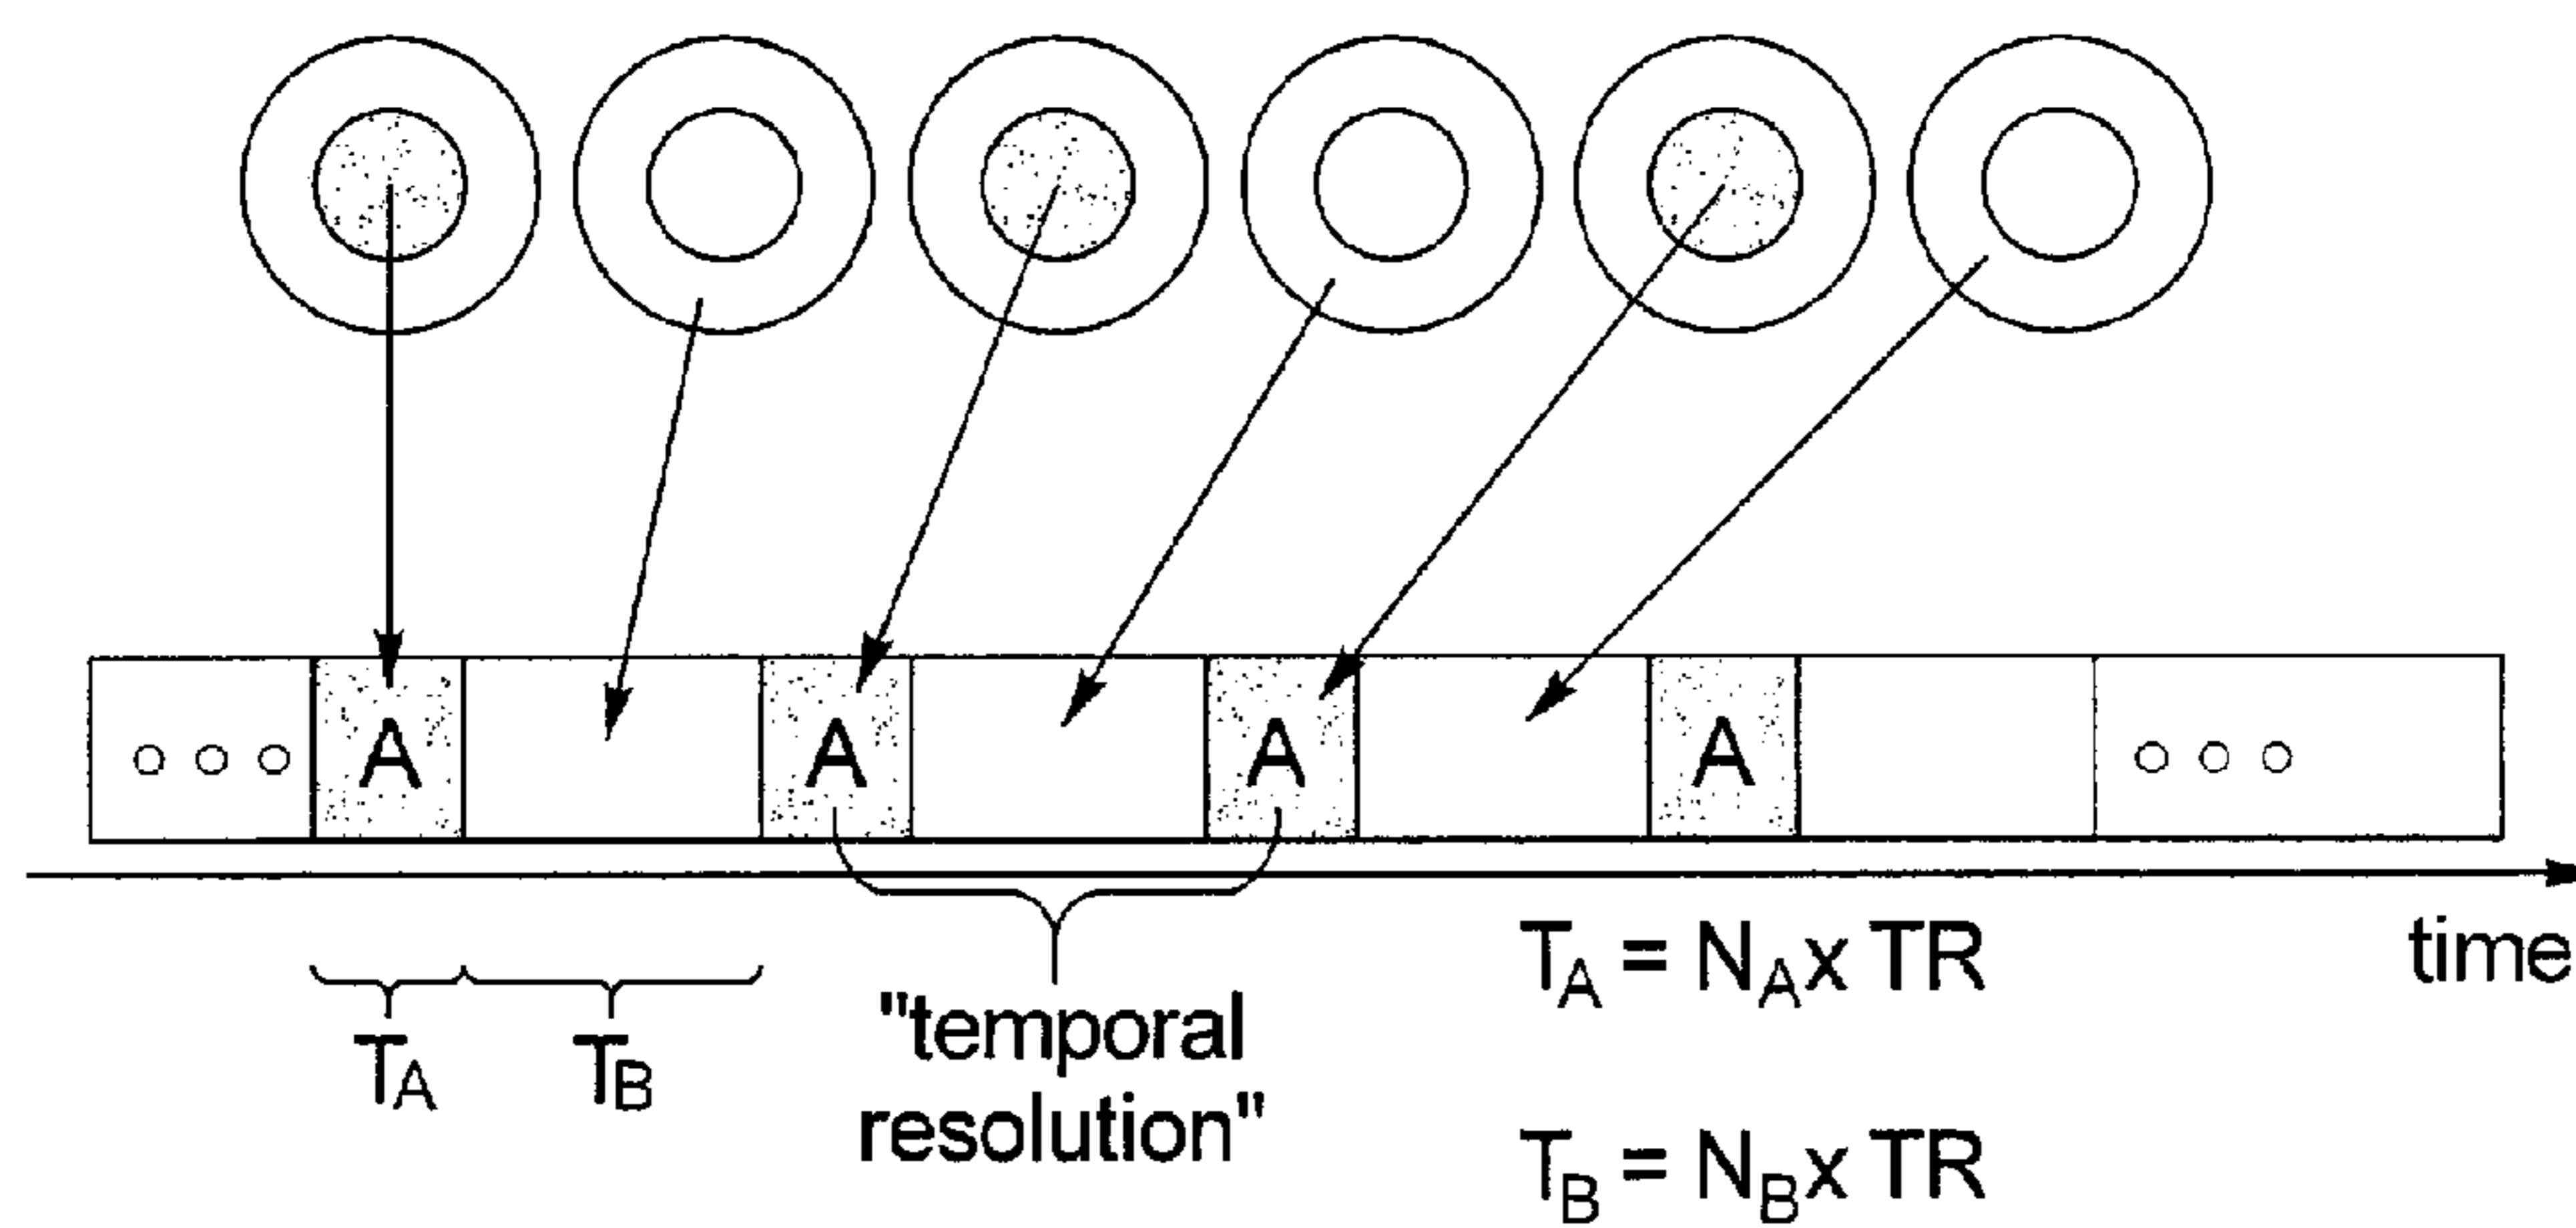 A A A A
T_A = N_A x TR
time
T_A T_B "temporal
resolution"
T_B = N_B x TR